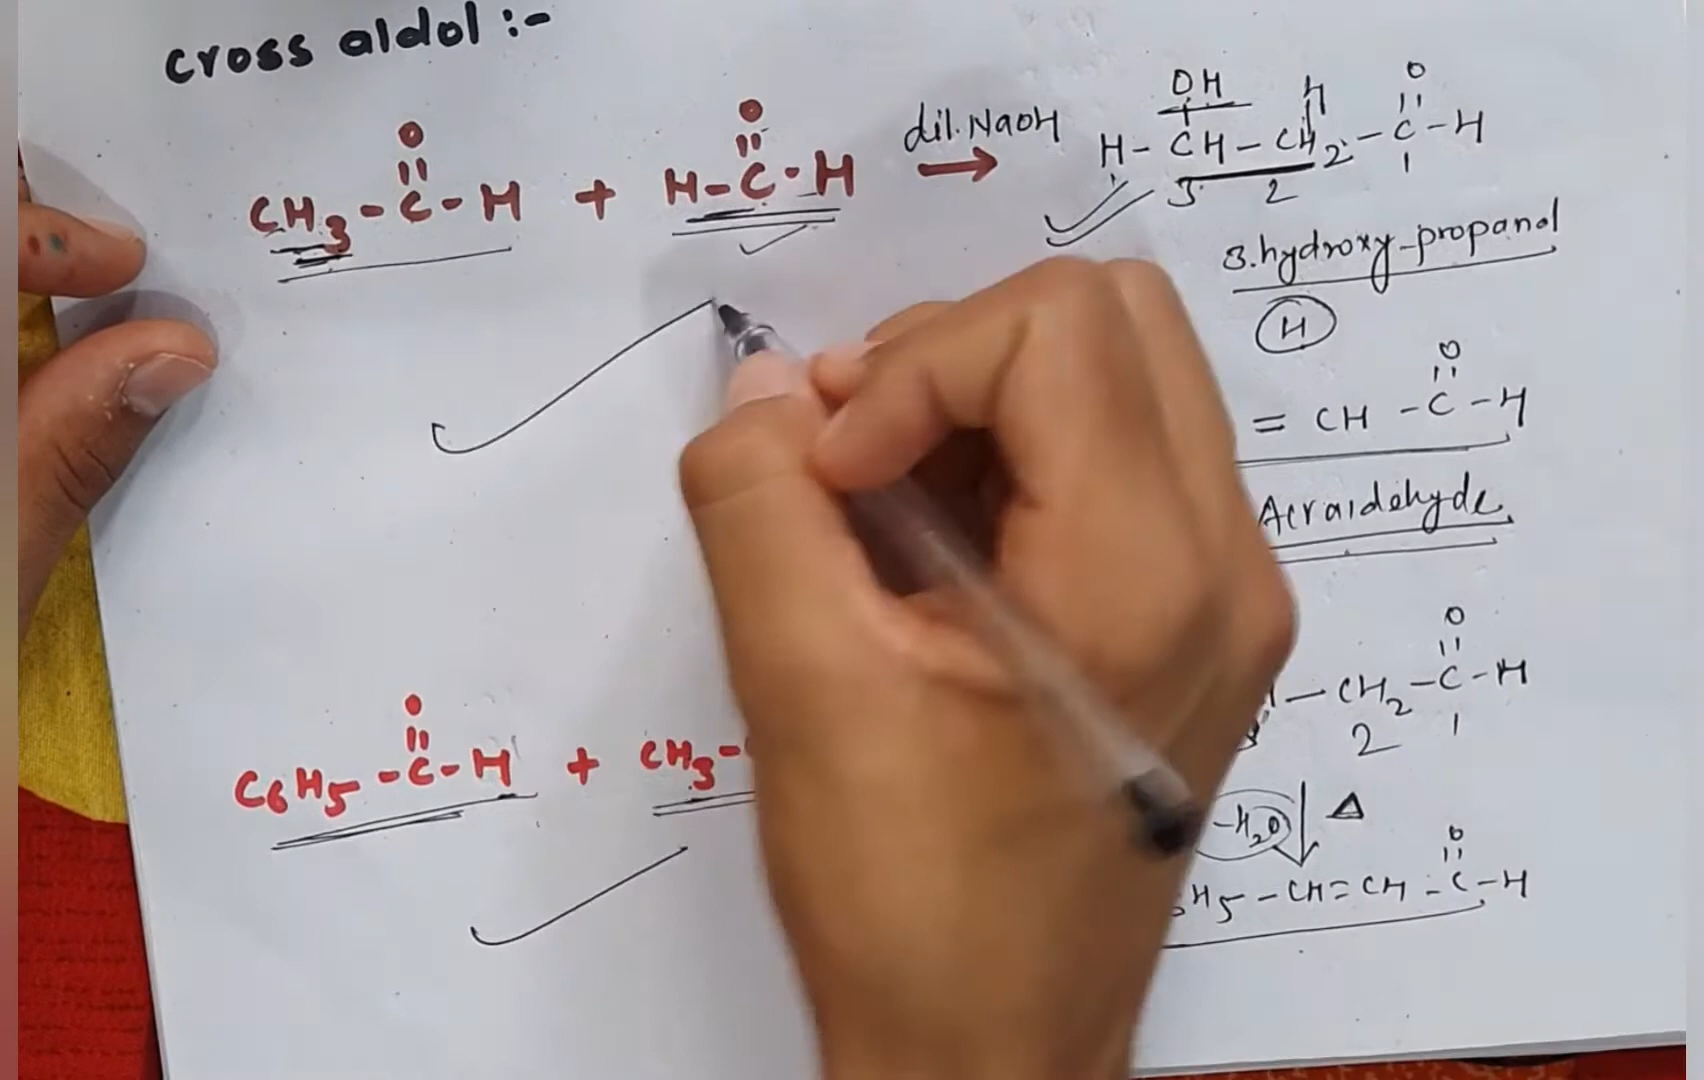 cross aldol :-
O O OH H O
CH3 - C - H + H - C - H dil. NaOH → H - CH - CH2 - C - H
3 2 1
3. hydroxy-propanol
H
O
= CH - C - H
Acraldehyde
O O
C6H5 - C - H + CH3 - — CH2 - C - H
2 1
-H2O Δ
O
H5 - CH = CH - C - H